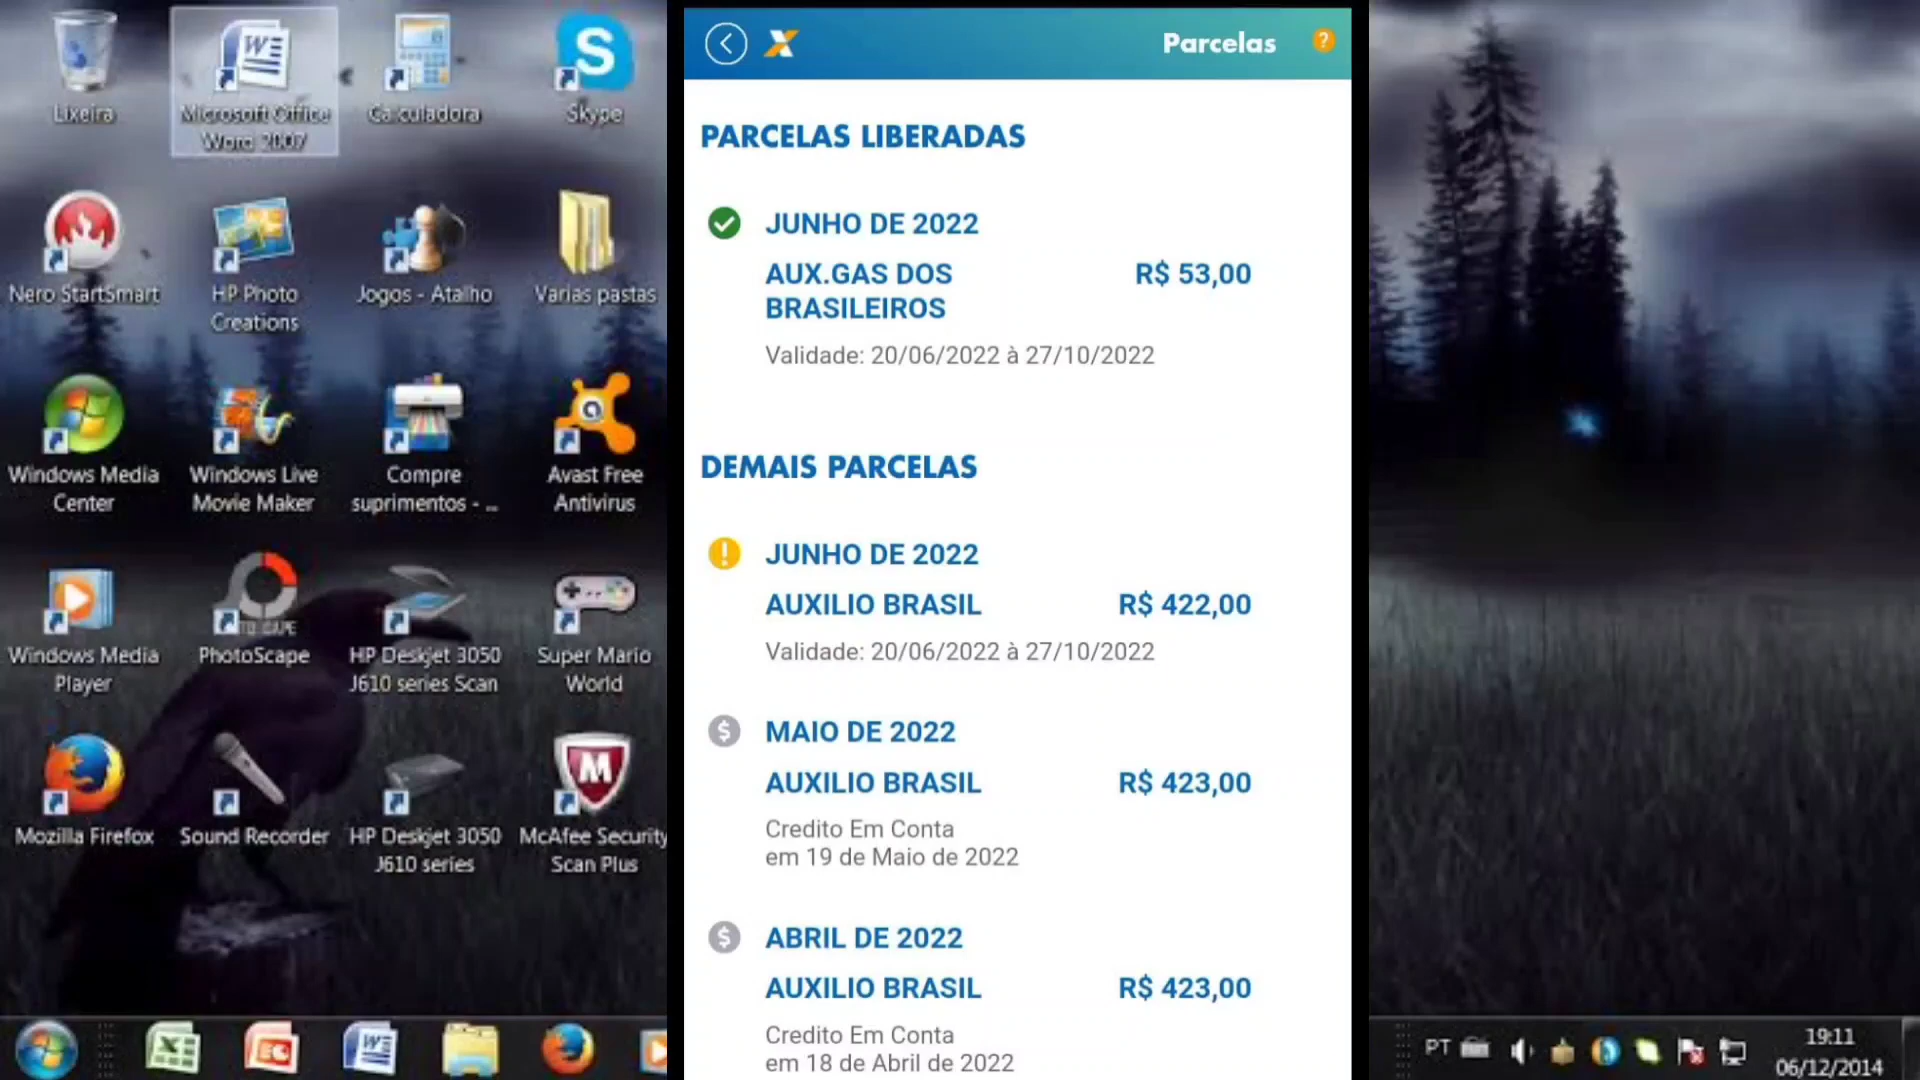 Lixeira
Microsoft Office
Word 2007
Calculadora
Skype
Nero StartSmart
HP Photo
Creations
Jogos - Atalho
Varias pastas
Windows Media
Center
Windows Live
Movie Maker
Compre
suprimentos - ...
Avast Free
Antivirus
Windows Media
Player
PhotoScape
HP Deskjet 3050
J610 series Scan
Super Mario
World
Mozilla Firefox
Sound Recorder
HP Deskjet 3050
J610 series
McAfee Security
Scan Plus
Parcelas
?
PARCELAS LIBERADAS
JUNHO DE 2022
AUX.GAS DOS
BRASILEIROS
R$ 53,00
Validade: 20/06/2022 à 27/10/2022
DEMAIS PARCELAS
JUNHO DE 2022
AUXILIO BRASIL
R$ 422,00
Validade: 20/06/2022 à 27/10/2022
MAIO DE 2022
AUXILIO BRASIL
R$ 423,00
Credito Em Conta
em 19 de Maio de 2022
ABRIL DE 2022
AUXILIO BRASIL
R$ 423,00
Credito Em Conta
em 18 de Abril de 2022
PT
19:11
06/12/2014